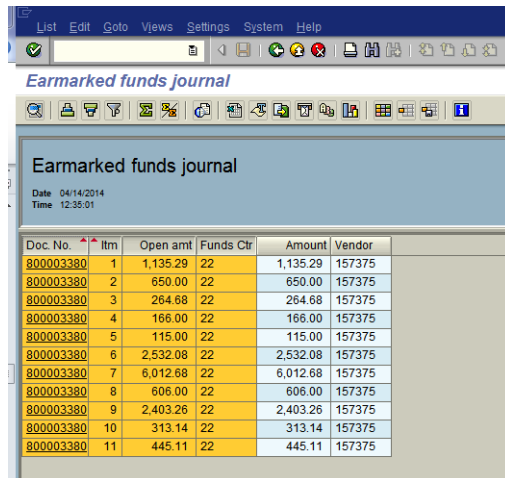 List Edit Goto Views Settings System Help
Earmarked funds journal
Earmarked funds journal
Date 04/14/2014
Time 12:35:01
Doc. No. Itm Open amt Funds Ctr Amount Vendor
800003380 1 1,135.29 22 1,135.29 157375
800003380 2 650.00 22 650.00 157375
800003380 3 264.68 22 264.68 157375
800003380 4 166.00 22 166.00 157375
800003380 5 115.00 22 115.00 157375
800003380 6 2,532.08 22 2,532.08 157375
800003380 7 6,012.68 22 6,012.68 157375
800003380 8 606.00 22 606.00 157375
800003380 9 2,403.26 22 2,403.26 157375
800003380 10 313.14 22 313.14 157375
800003380 11 445.11 22 445.11 157375